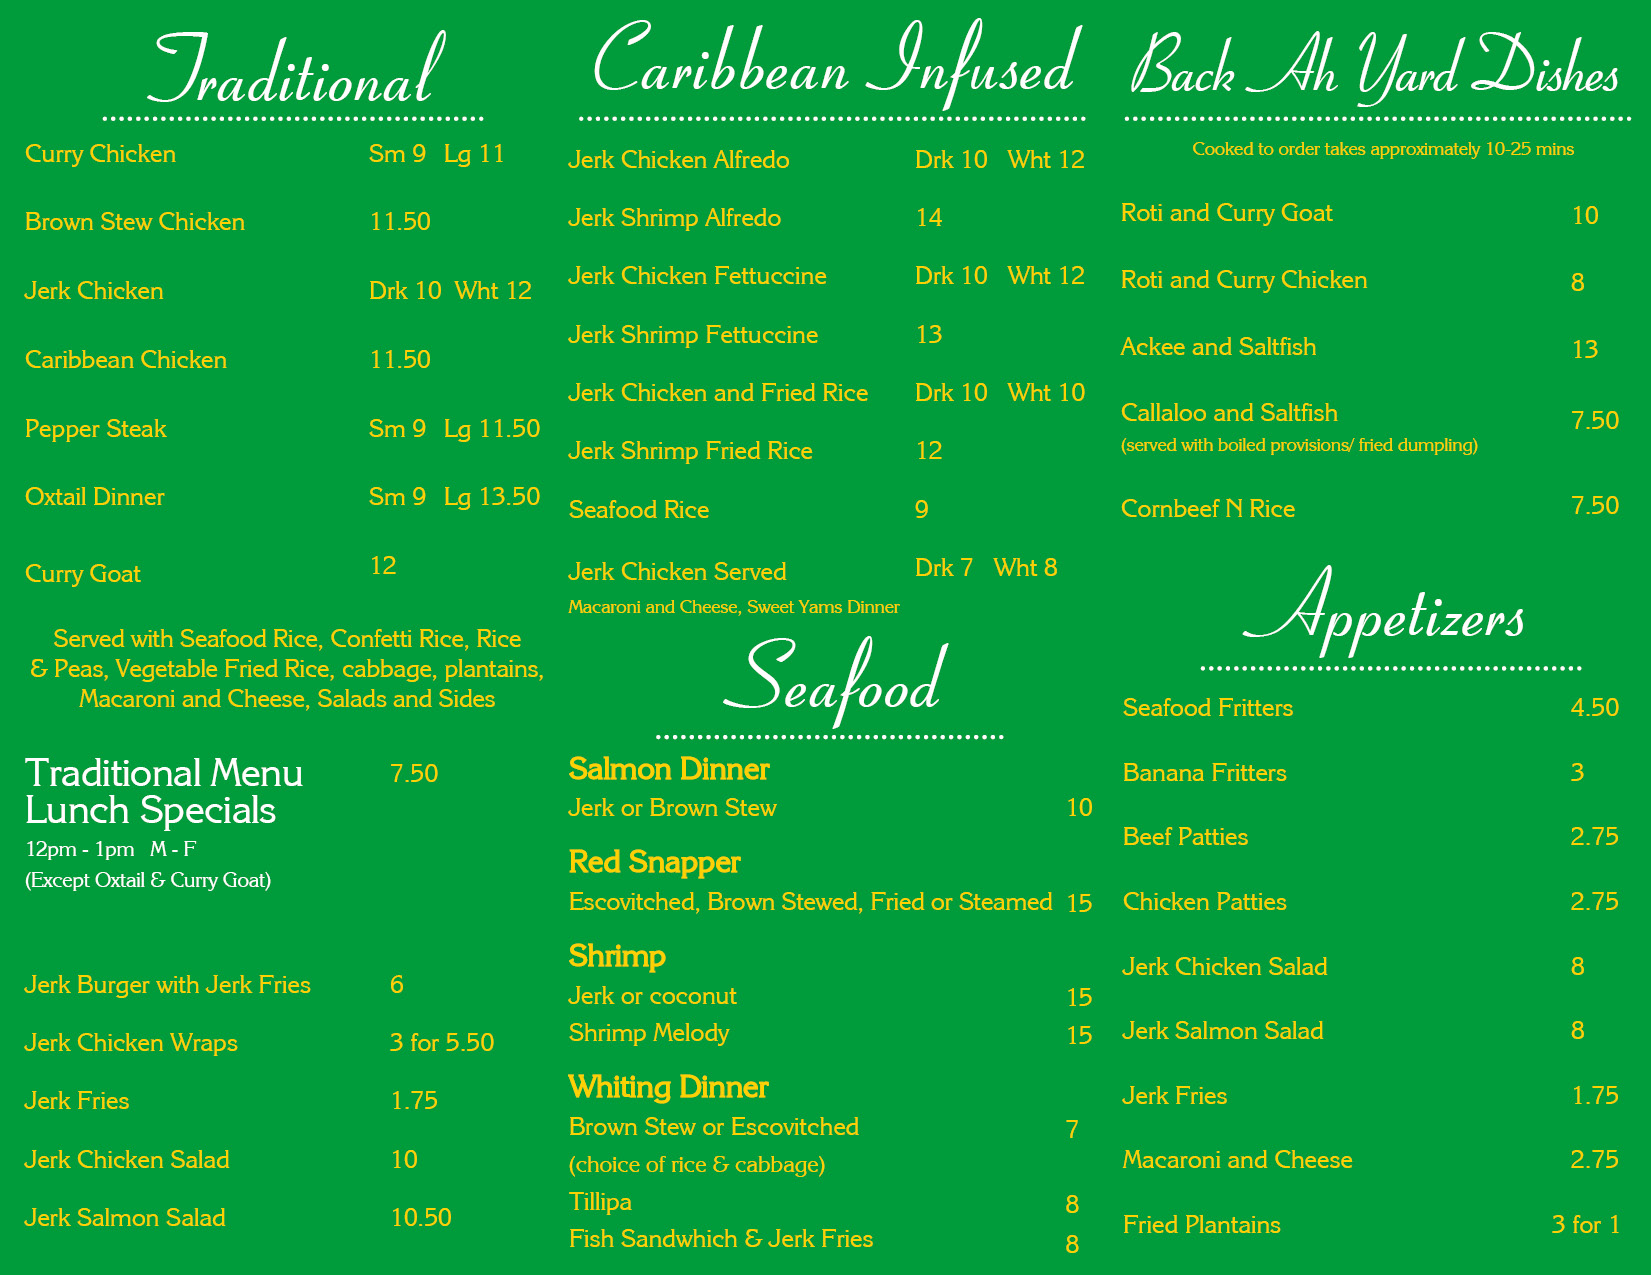 Traditional
Curry Chicken Sm 9 Lg 11
Brown Stew Chicken 11.50
Jerk Chicken Drk 10 Wht 12
Caribbean Chicken 11.50
Pepper Steak Sm 9 Lg 11.50
Oxtail Dinner Sm 9 Lg 13.50
Curry Goat 12
Served with Seafood Rice, Confetti Rice, Rice
& Peas, Vegetable Fried Rice, cabbage, plantains,
Macaroni and Cheese, Salads and Sides
Traditional Menu 7.50
Lunch Specials
12pm - 1pm M - F
(Except Oxtail & Curry Goat)
Jerk Burger with Jerk Fries 6
Jerk Chicken Wraps 3 for 5.50
Jerk Fries 1.75
Jerk Chicken Salad 10
Jerk Salmon Salad 10.50
Caribbean Infused
Jerk Chicken Alfredo Drk 10 Wht 12
Jerk Shrimp Alfredo 14
Jerk Chicken Fettuccine Drk 10 Wht 12
Jerk Shrimp Fettuccine 13
Jerk Chicken and Fried Rice Drk 10 Wht 10
Jerk Shrimp Fried Rice 12
Seafood Rice 9
Jerk Chicken Served Drk 7 Wht 8
Macaroni and Cheese, Sweet Yams Dinner
Seafood
Salmon Dinner
Jerk or Brown Stew 10
Red Snapper
Escovitched, Brown Stewed, Fried or Steamed 15
Shrimp
Jerk or coconut 15
Shrimp Melody 15
Whiting Dinner
Brown Stew or Escovitched 7
(choice of rice & cabbage)
Tillipa 8
Fish Sandwhich & Jerk Fries 8
Back Ah Yard Dishes
Cooked to order takes approximately 10-25 mins
Roti and Curry Goat 10
Roti and Curry Chicken 8
Ackee and Saltfish 13
Callaloo and Saltfish 7.50
(served with boiled provisions/ fried dumpling)
Cornbeef N Rice 7.50
Appetizers
Seafood Fritters 4.50
Banana Fritters 3
Beef Patties 2.75
Chicken Patties 2.75
Jerk Chicken Salad 8
Jerk Salmon Salad 8
Jerk Fries 1.75
Macaroni and Cheese 2.75
Fried Plantains 3 for 1